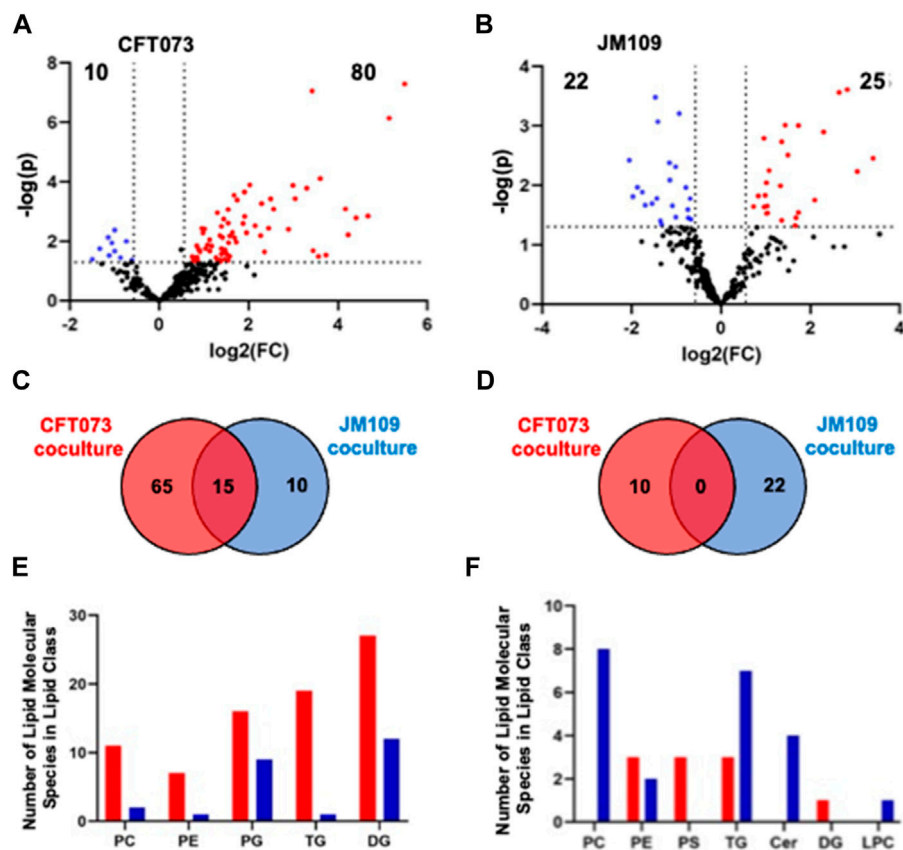 A
CFT073
10
80
8
6
4
2
0
-2
0
2
4
6
-log(p)
log2(FC)
B
JM109
22
25
4
3
2
1
0
-4
-2
0
2
4
-log(p)
log2(FC)
C
CFT073
coculture
JM109
coculture
65
15
10
D
CFT073
coculture
JM109
coculture
10
0
22
E
Number of Lipid Molecular
Species in Lipid Class
30
20
10
0
PC
PE
PG
TG
DG
F
Number of Lipid Molecular
Species in Lipid Class
10
8
6
4
2
0
PC
PE
PS
TG
Cer
DG
LPC